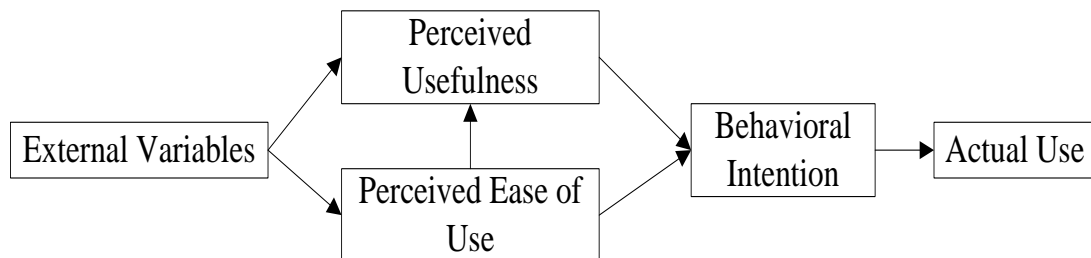 Perceived
Usefulness
External Variables
Perceived Ease of
Use
Behavioral
Intention
Actual Use